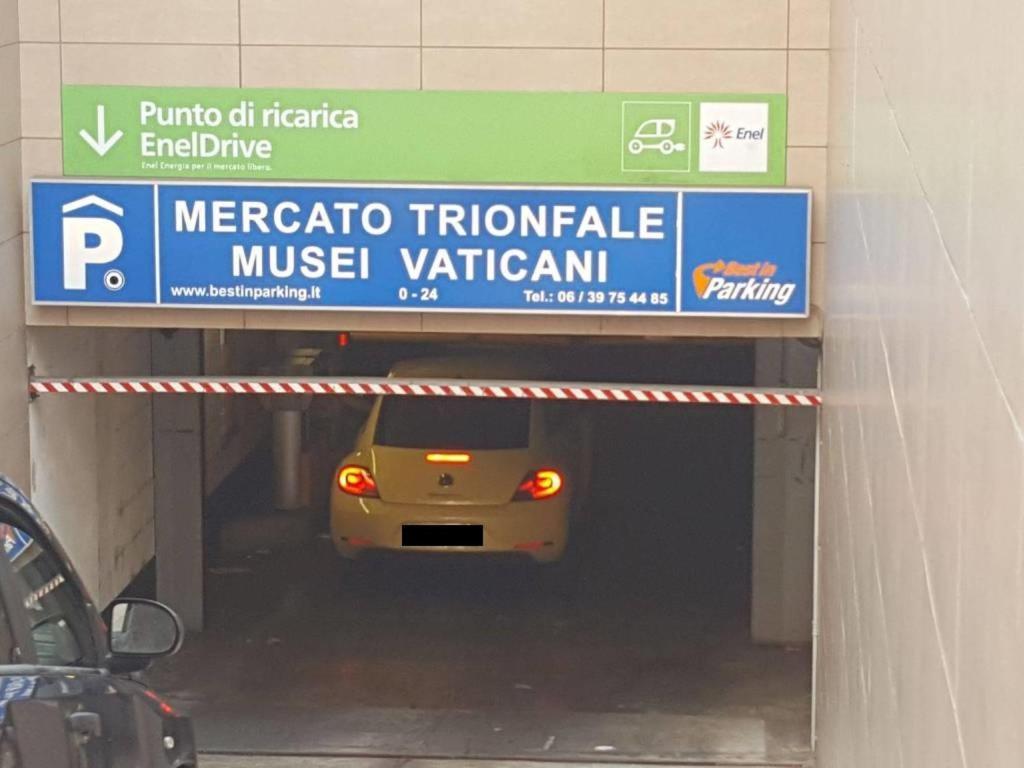 Punto di ricarica
EnelDrive
Enel Energia per il mercato libero.
Enel
P
MERCATO TRIONFALE
MUSEI VATICANI
www.bestinparking.it 0 - 24 Tel.: 06 / 39 75 44 85
Best in
Parking